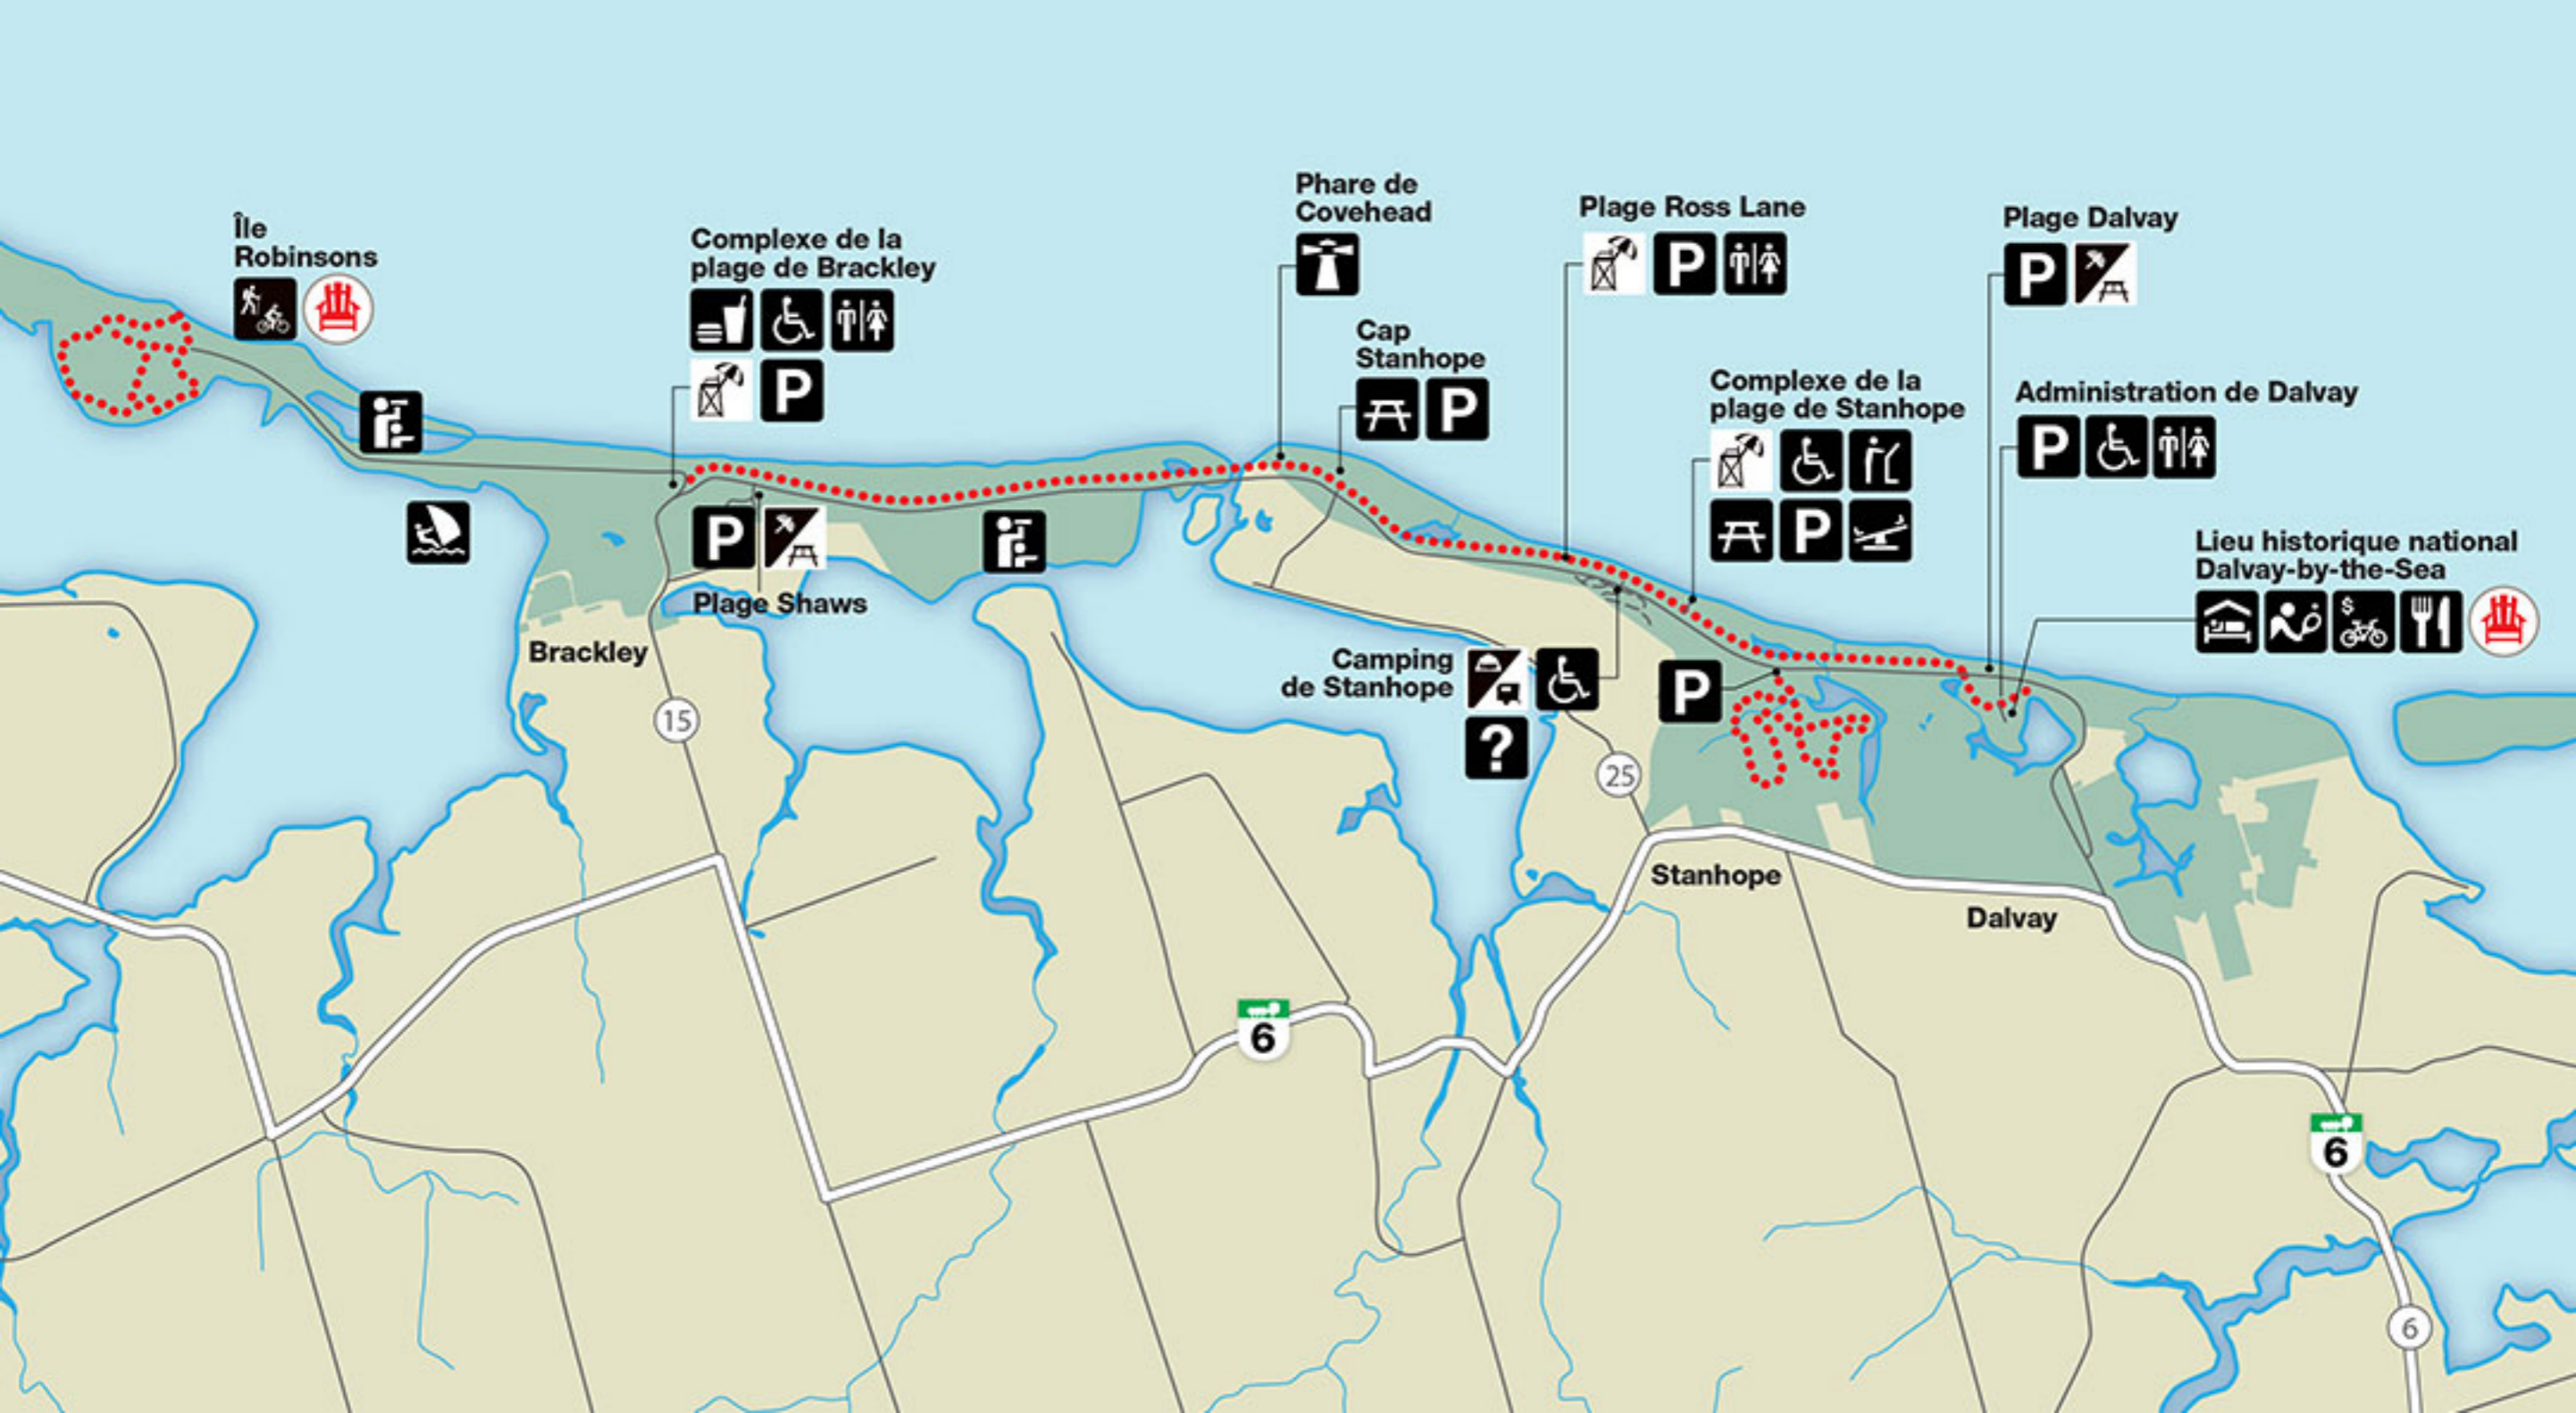 Île
Robinsons
Complexe de la
plage de Brackley
P
Phare de
Covehead
Cap
Stanhope
P
Plage Ross Lane
P
Plage Dalvay
P
Complexe de la
plage de Stanhope
P
Administration de Dalvay
P
Lieu historique national
Dalvay-by-the-Sea
$
P
Plage Shaws
Brackley
15
Camping
de Stanhope
?
P
25
Stanhope
Dalvay
6
6
6